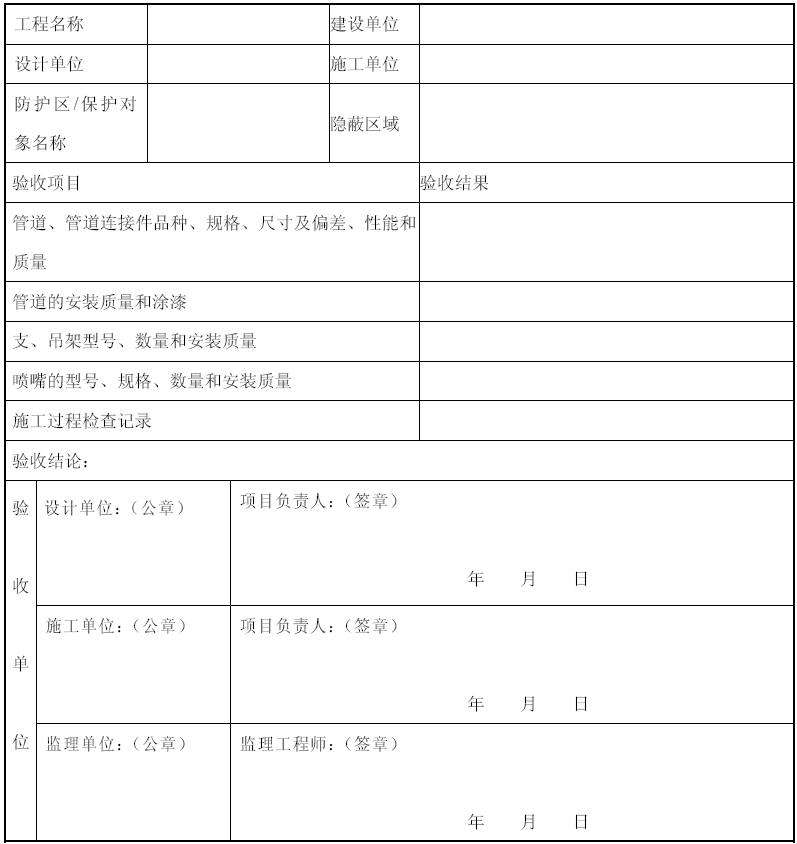 工程名称 建设单位
设计单位 施工单位
防护区/保护对
象名称
隐蔽区域
验收项目 验收结果
管道、管道连接件品种、规格、尺寸及偏差、性能和
质量
管道的安装质量和涂漆
支、吊架型号、数量和安装质量
喷嘴的型号、规格、数量和安装质量
施工过程检查记录
验收结论：
验收单位
设计单位：（公章） 项目负责人：（签章）
年 月 日
施工单位：（公章） 项目负责人：（签章）
年 月 日
监理单位：（公章） 监理工程师：（签章）
年 月 日